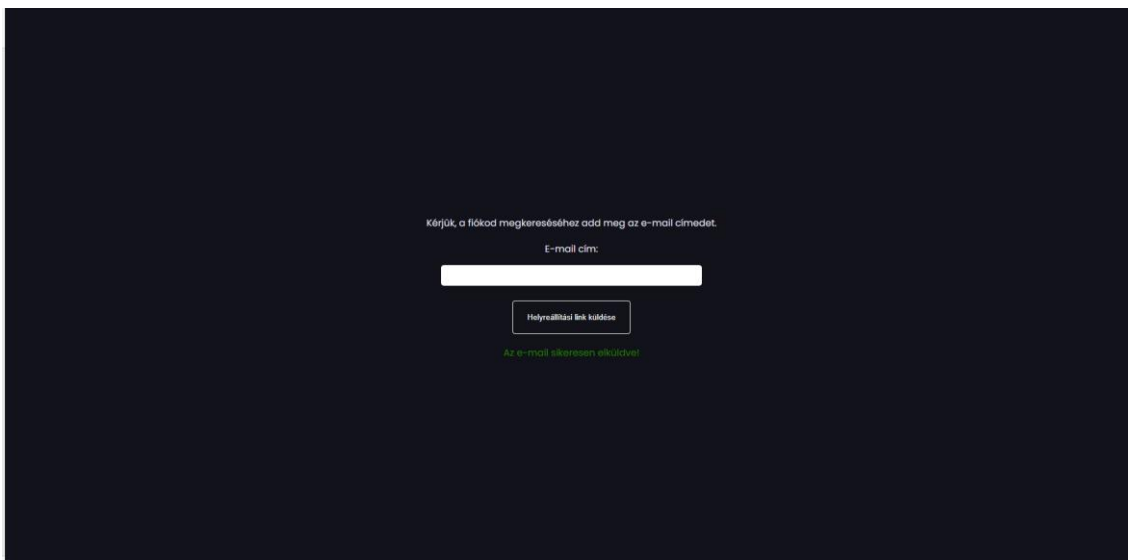 Kérjük, a fiókod megkereséséhez add meg az e-mail címedet.
E-mail cím:
Helyreállítási link küldése
Az e-mail sikeresen elküldve!